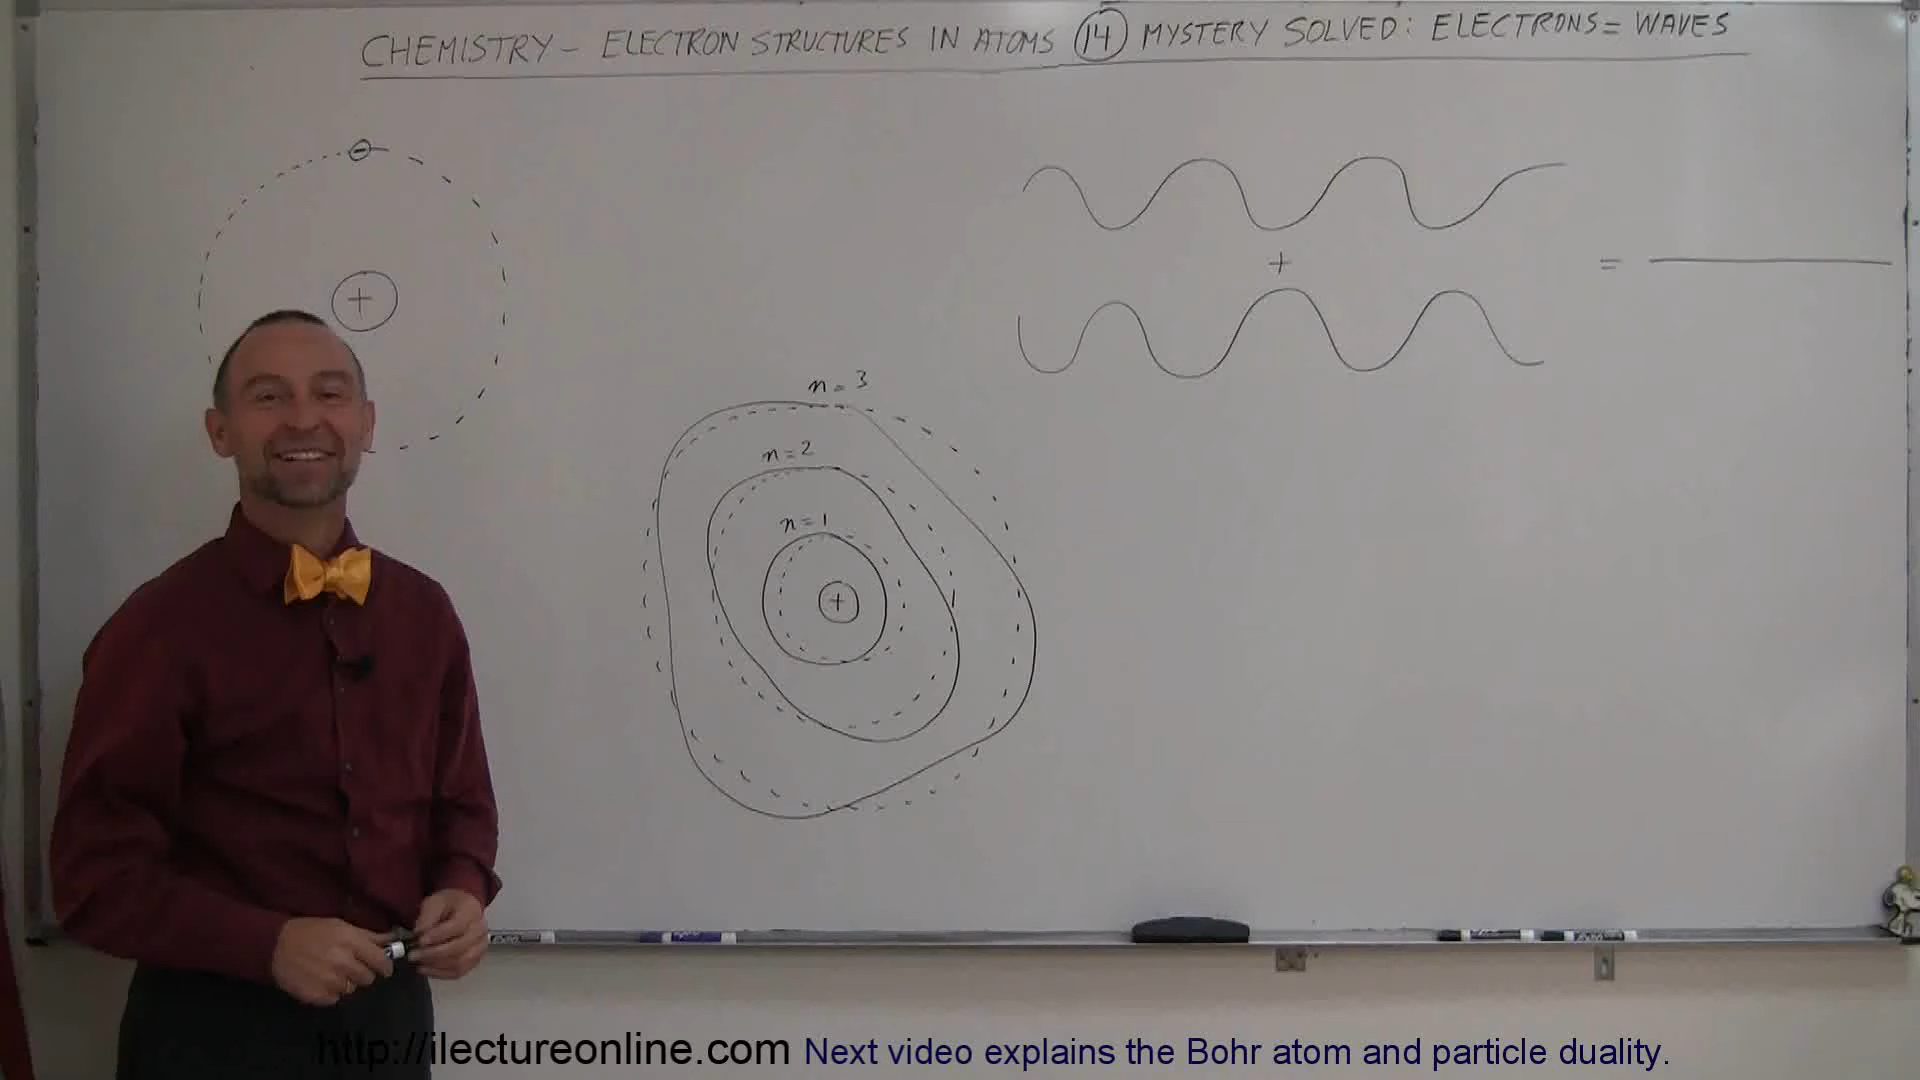 CHEMISTRY - ELECTRON STRUCTURES IN ATOMS 14 MYSTERY SOLVED: ELECTRONS = WAVES
-
+
+
=
n = 3
n = 2
n = 1
+
http://ilectureonline.com Next video explains the Bohr atom and particle duality.